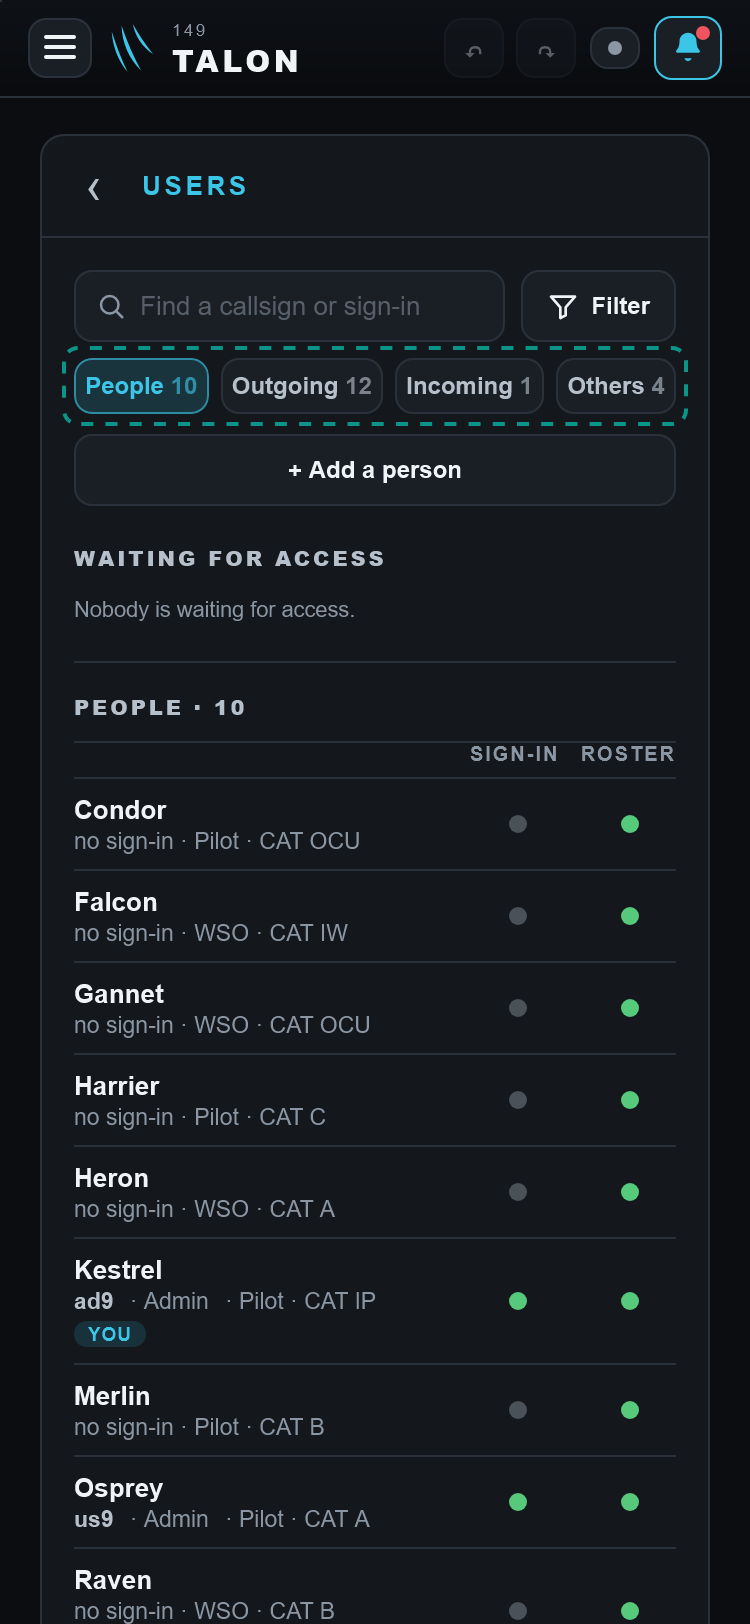 149
TALON
USERS
Find a callsign or sign-in
Filter
People 10 Outgoing 12 Incoming 1 Others 4
+ Add a person
WAITING FOR ACCESS
Nobody is waiting for access.
PEOPLE · 10
SIGN-IN ROSTER
Condor
no sign-in · Pilot · CAT OCU
Falcon
no sign-in · WSO · CAT IW
Gannet
no sign-in · WSO · CAT OCU
Harrier
no sign-in · Pilot · CAT C
Heron
no sign-in · WSO · CAT A
Kestrel
ad9 · Admin · Pilot · CAT IP
YOU
Merlin
no sign-in · Pilot · CAT B
Osprey
us9 · Admin · Pilot · CAT A
Raven
no sign-in · WSO · CAT B